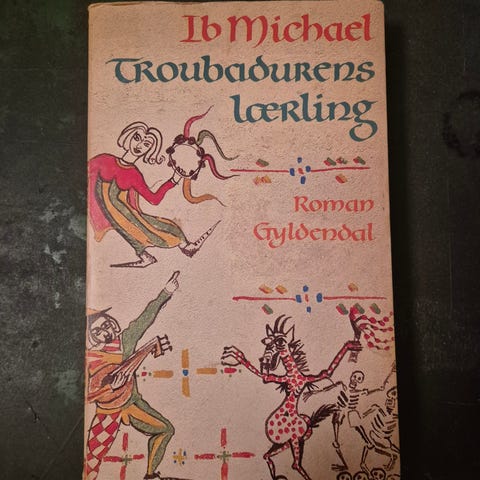 Ib Michael
Troubadurens
lærling
Roman
Gyldendal